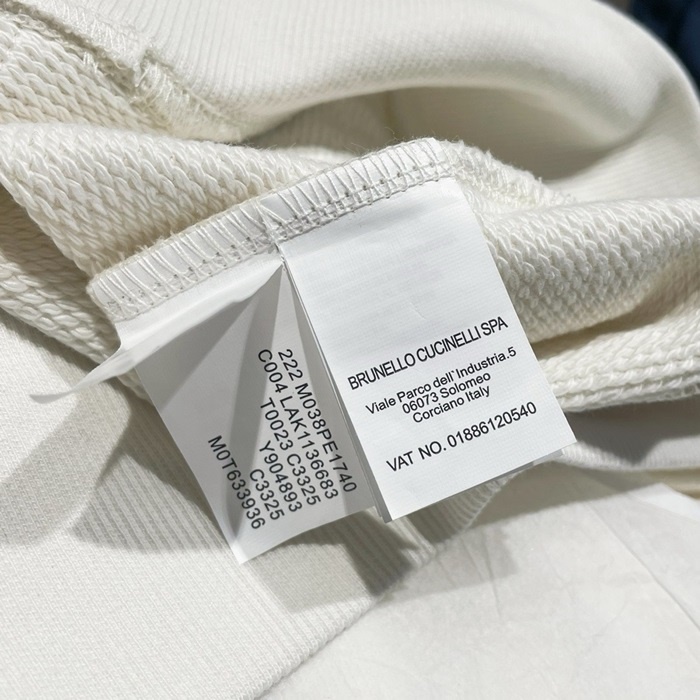 222 M038PE1740
C004 LAK1136683
T0023 C3325
Y904893
C3325
M0T633936
BRUNELLO CUCINELLI SPA
Viale Parco dell'Industria.5
06073 Solomeo
Corciano Italy
VAT NO. 01886120540